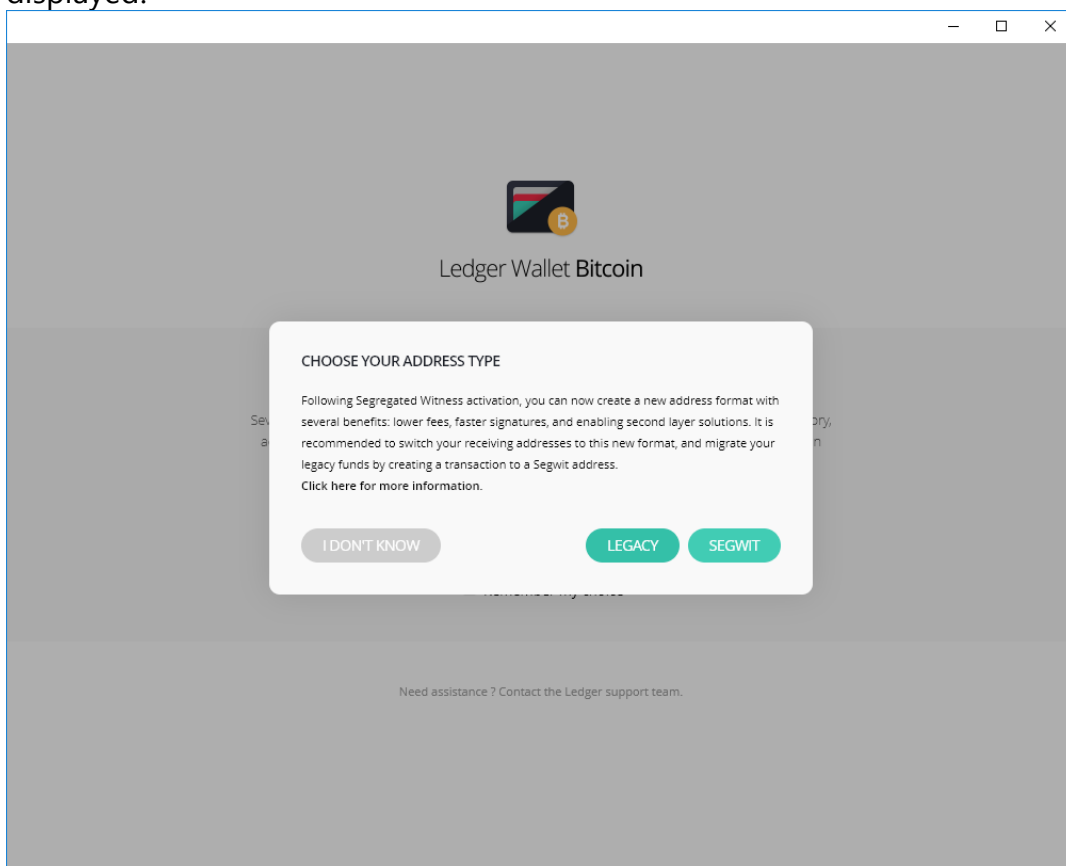 displayed.
Ledger Wallet Bitcoin
CHOOSE YOUR ADDRESS TYPE
Following Segregated Witness activation, you can now create a new address format with
several benefits: lower fees, faster signatures, and enabling second layer solutions. It is
recommended to switch your receiving addresses to this new format, and migrate your
legacy funds by creating a transaction to a Segwit address.
Click here for more information.
I DON'T KNOW
LEGACY
SEGWIT
Need assistance ? Contact the Ledger support team.